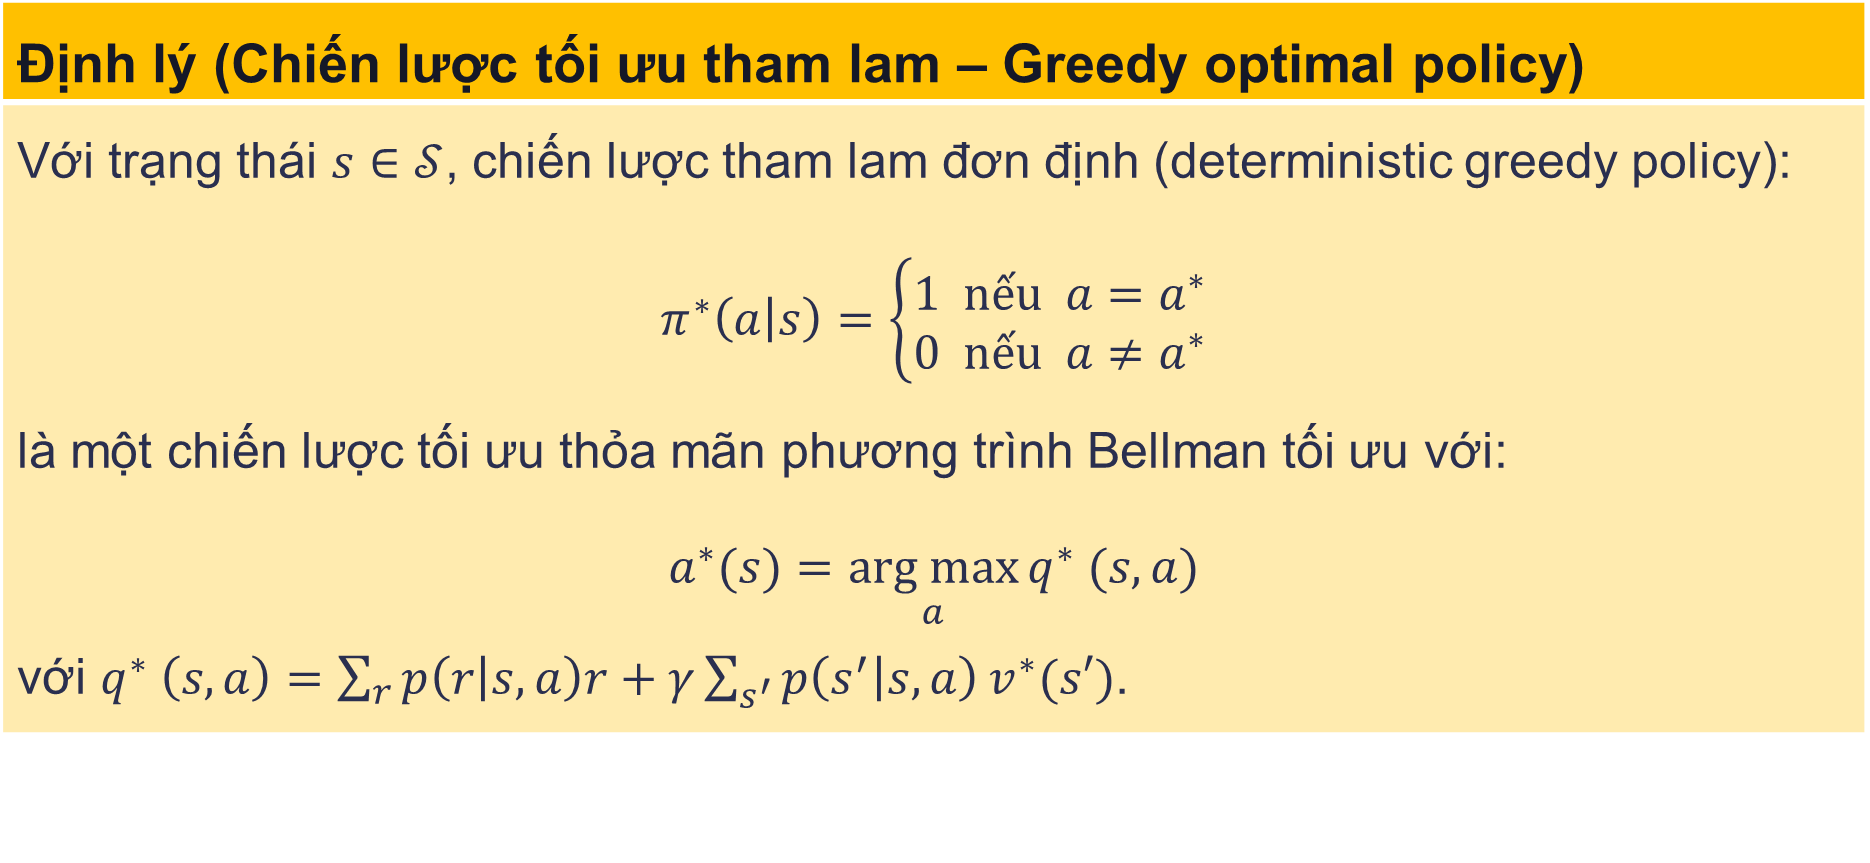 Định lý (Chiến lược tối ưu tham lam – Greedy optimal policy)
Với trạng thái 𝑠 ∈ 𝒮, chiến lược tham lam đơn định (deterministic greedy policy):
π*(a|s) = { 1 nếu a = a*
0 nếu a ≠ a*
là một chiến lược tối ưu thỏa mãn phương trình Bellman tối ưu với:
a*(s) = arg max q* (s, a)
a
với q* (s, a) = ∑ᵣ p(r|s, a)r + γ ∑ₛ′ p(s′|s, a) v*(s′).